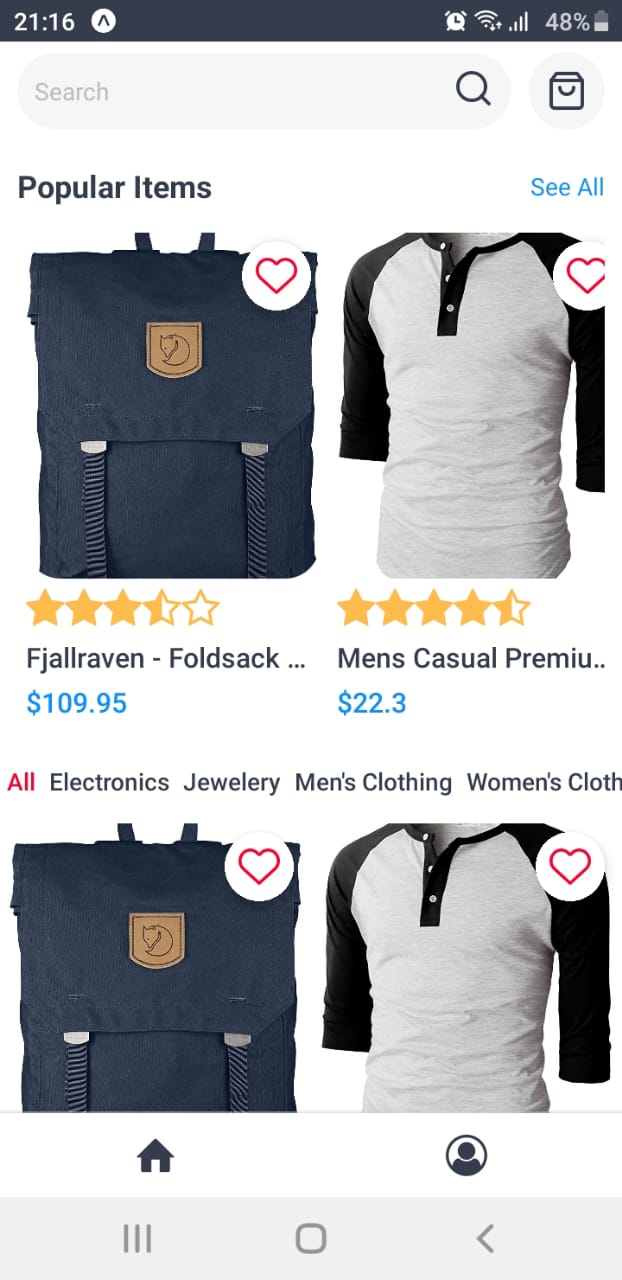 21:16 48%
Search
Popular Items See All
Fjallraven - Foldsack ... Mens Casual Premiu..
$109.95 $22.3
All Electronics Jewelery Men's Clothing Women's Cloth